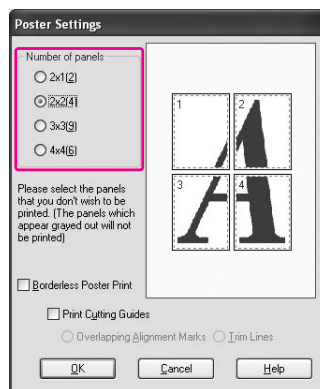 Poster Settings
Number of panels
2x1(2)
2x2(4)
3x3(9)
4x4(6)
1 2
3 4
Please select the panels
that you don't wish to be
printed. (The panels which
appear grayed out will not
be printed)
Borderless Poster Print
Print Cutting Guides
Overlapping Alignment Marks Trim Lines
OK Cancel Help